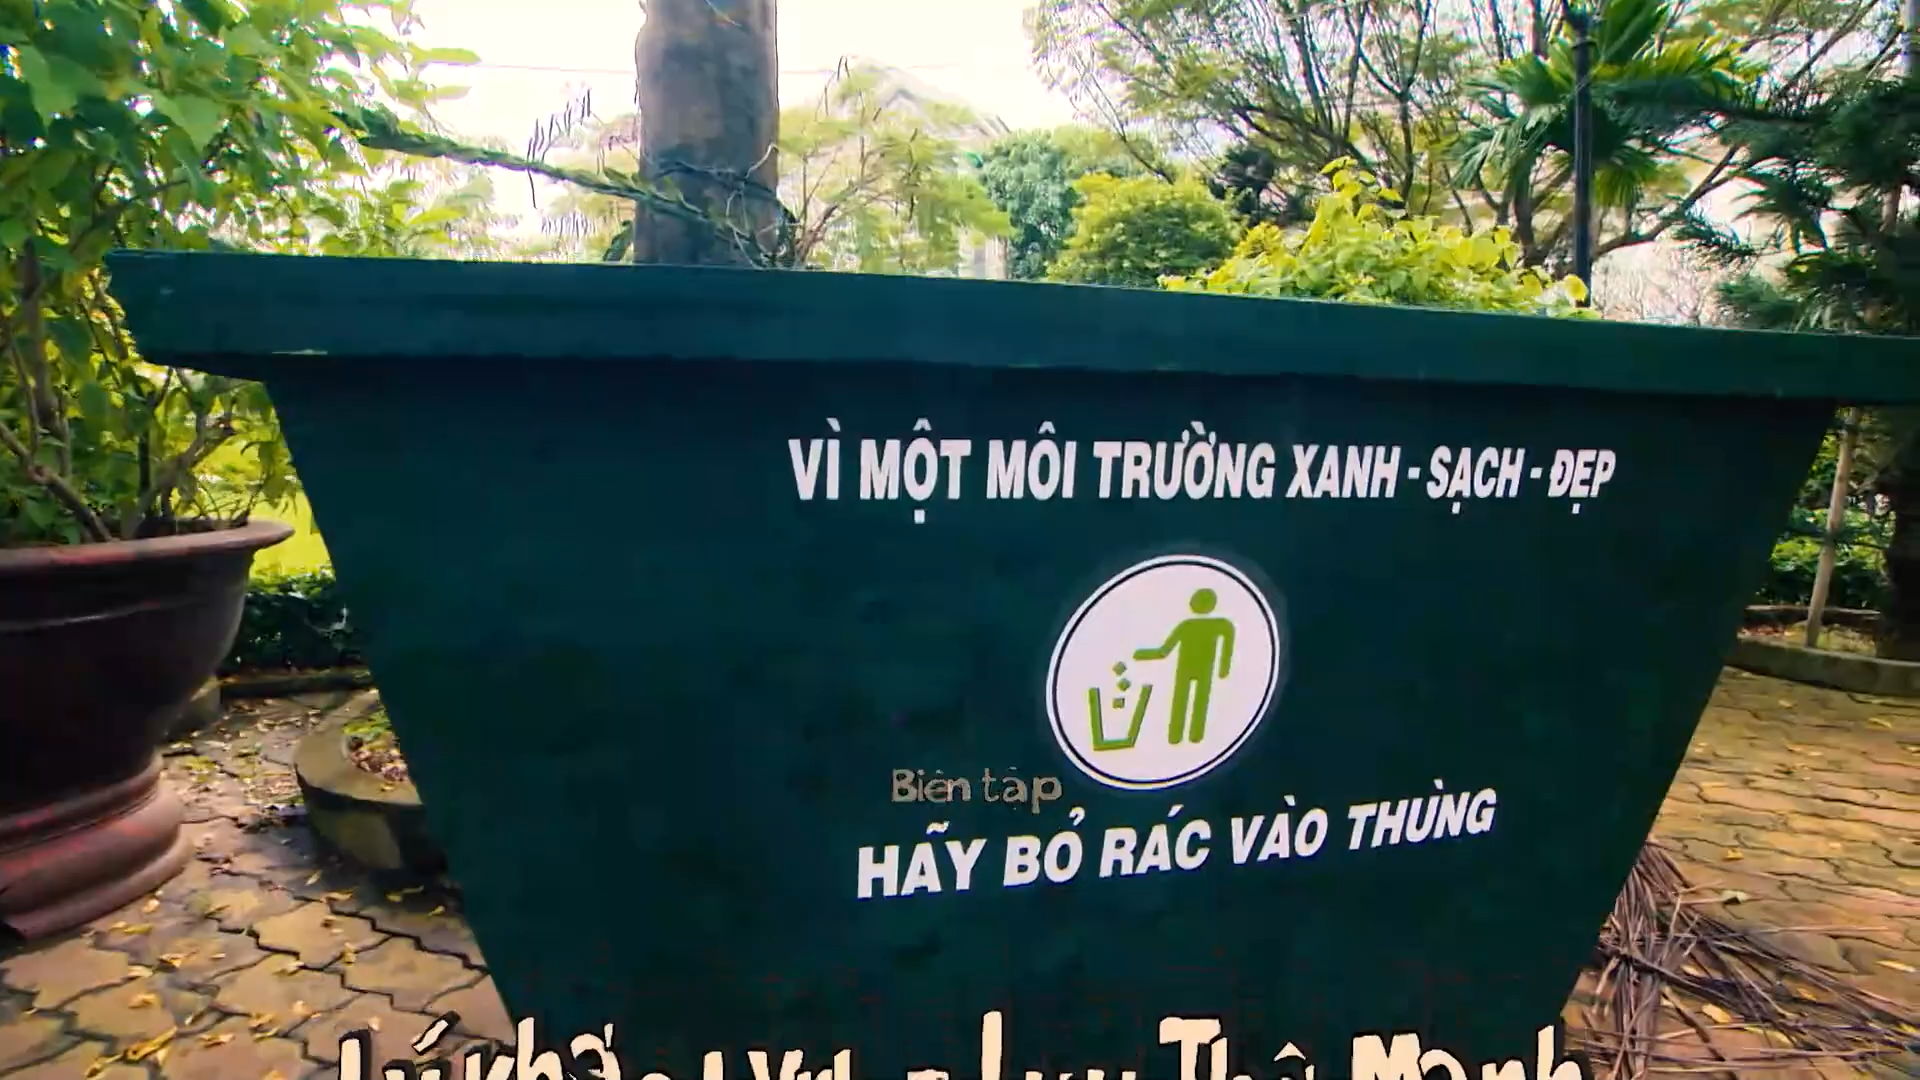 VÌ MỘT MÔI TRƯỜNG XANH - SẠCH - ĐẸP
Biên tập
HÃY BỎ RÁC VÀO THÙNG